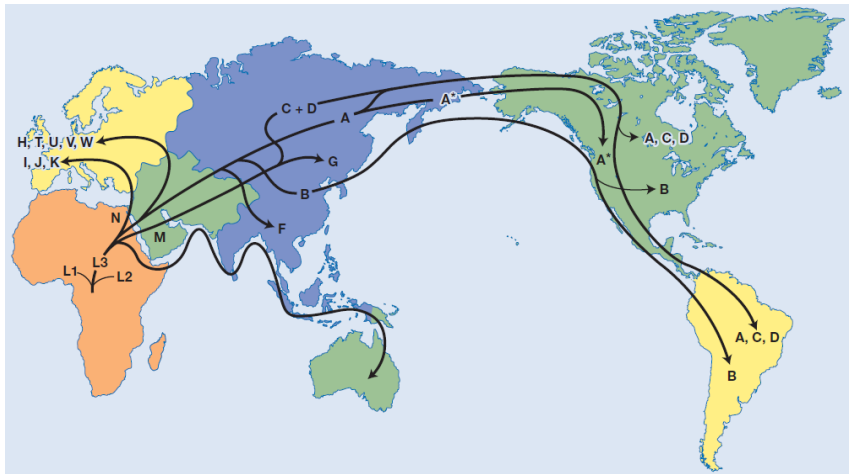 C + D
A
A*
H, T, U, V, W
I, J, K
G
B
N
M
F
L3
L1
L2
A, C, D
A*
B
A, C, D
B